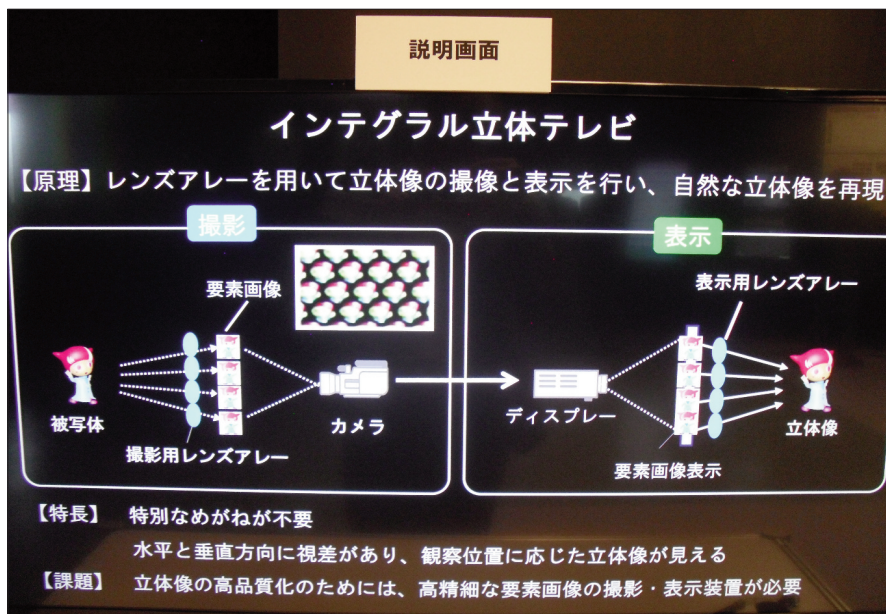 説明画面
インテグラル立体テレビ
【原理】レンズアレーを用いて立体像の撮像と表示を行い、自然な立体像を再現
撮影
要素画像
被写体
撮影用レンズアレー
カメラ
表示
表示用レンズアレー
ディスプレー
要素画像表示
立体像
【特長】 特別なめがねが不要
水平と垂直方向に視差があり、観察位置に応じた立体像が見える
【課題】 立体像の高品質化のためには、高精細な要素画像の撮影・表示装置が必要